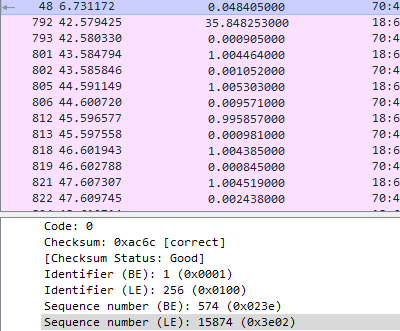 48 6.731172 0.048405000 70:4
792 42.579425 35.848253000 18:6
793 42.580330 0.000905000 70:4
801 43.584794 1.004464000 18:6
802 43.585846 0.001052000 70:4
805 44.591149 1.005303000 18:6
806 44.600720 0.009571000 70:4
812 45.596577 0.995857000 18:6
813 45.597558 0.000981000 70:4
818 46.601943 1.004385000 18:6
819 46.602788 0.000845000 70:4
821 47.607307 1.004519000 18:6
822 47.609745 0.002438000 70:4
Code: 0
Checksum: 0xac6c [correct]
[Checksum Status: Good]
Identifier (BE): 1 (0x0001)
Identifier (LE): 256 (0x0100)
Sequence number (BE): 574 (0x023e)
Sequence number (LE): 15874 (0x3e02)